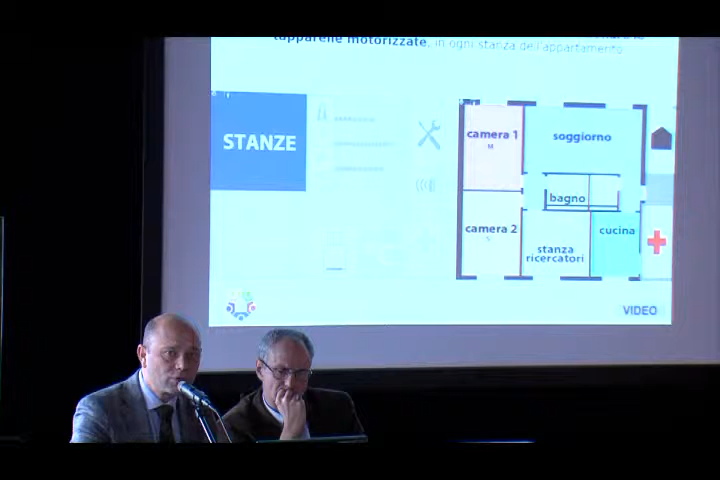 tapparelle motorizzate, in ogni stanza dell'appartamento
STANZE
camera 1
M
soggiorno
bagno
camera 2
S
cucina
stanza
ricercatori
VIDEO